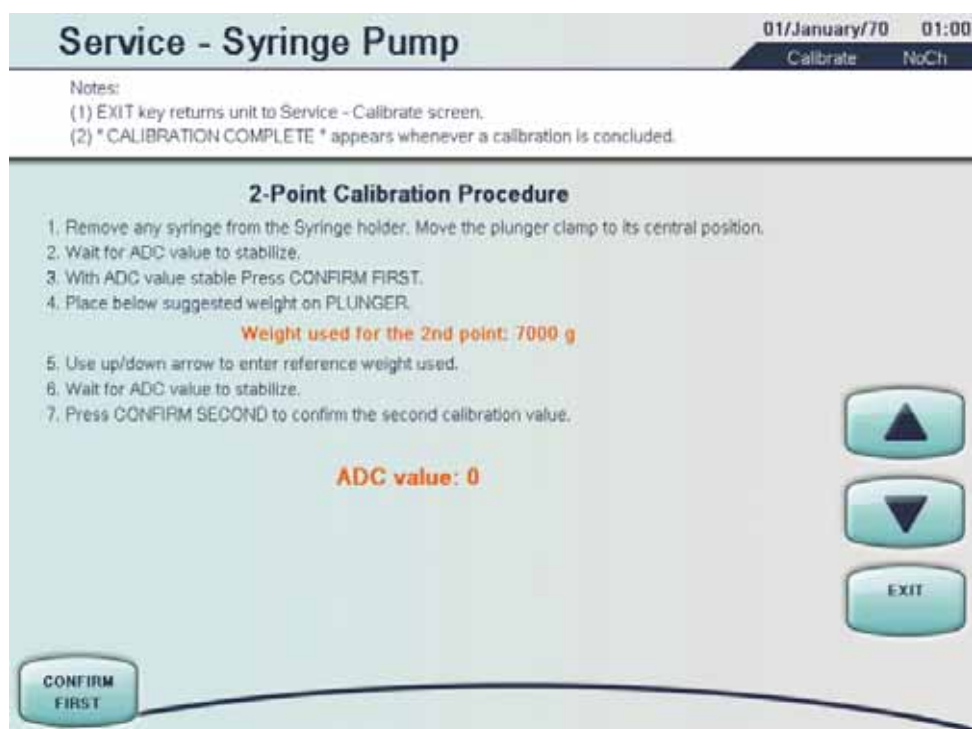 Service - Syringe Pump
01/January/70 01:00
Calibrate NoCh
Notes:
(1) EXIT key returns unit to Service - Calibrate screen.
(2) * CALIBRATION COMPLETE * appears whenever a calibration is concluded.
2-Point Calibration Procedure
1. Remove any syringe from the Syringe holder. Move the plunger clamp to its central position.
2. Wait for ADC value to stabilize.
3. With ADC value stable Press CONFIRM FIRST.
4. Place below suggested weight on PLUNGER.
Weight used for the 2nd point: 7000 g
5. Use up/down arrow to enter reference weight used.
6. Wait for ADC value to stabilize.
7. Press CONFIRM SECOND to confirm the second calibration value.
ADC value: 0
EXIT
CONFIRM
FIRST